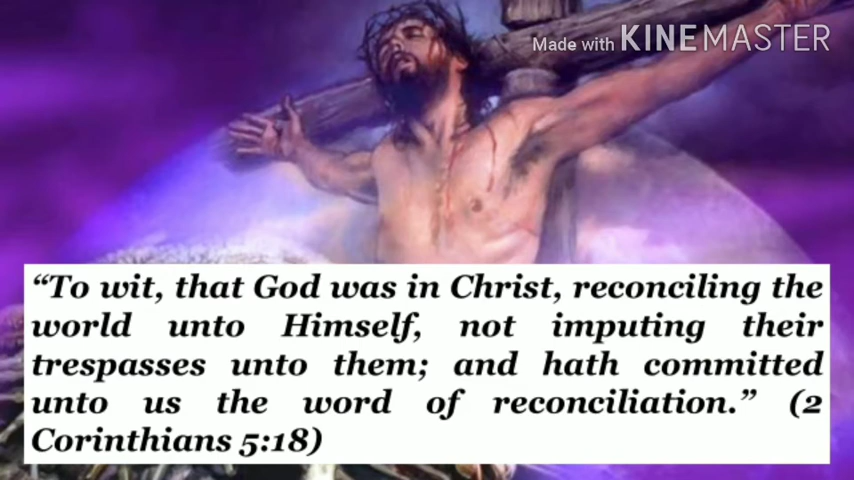 Made with KINEMASTER
“To wit, that God was in Christ, reconciling the
world unto Himself, not imputing their
trespasses unto them; and hath committed
unto us the word of reconciliation.” (2
Corinthians 5:18)